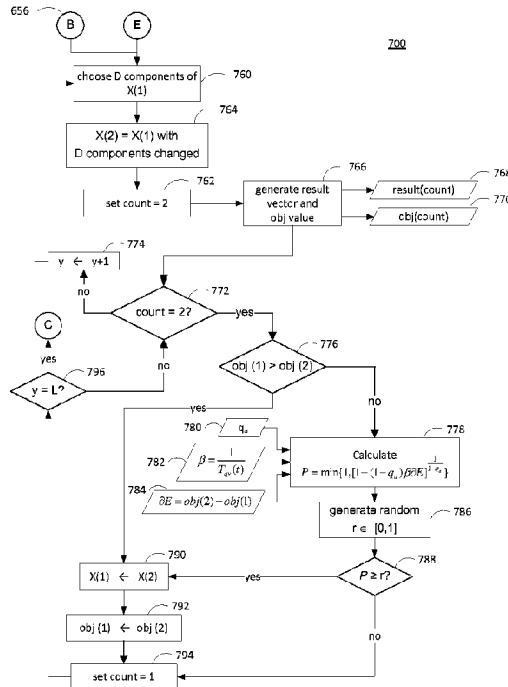 656
B
E
700
choose D components of
X(1)
760
764
X(2) = X(1) with
D components changed
762
set count = 2
766
generate result
vector and
obj value
768
result(count)
obj(count)
774
y ← y+1
no
772
count = 2?
yes
C
yes
796
y = L?
no
776
obj (1) > obj (2)
yes
no
780
782
β = 1 / T_qv(t)
784
∂E = obj(2) – obj(1)
778
Calculate
generate random
r ∈ [0,1]
786
788
P ≥ r?
yes
no
790
X(1) ← X(2)
792
obj (1) ← obj (2)
794
set count = 1